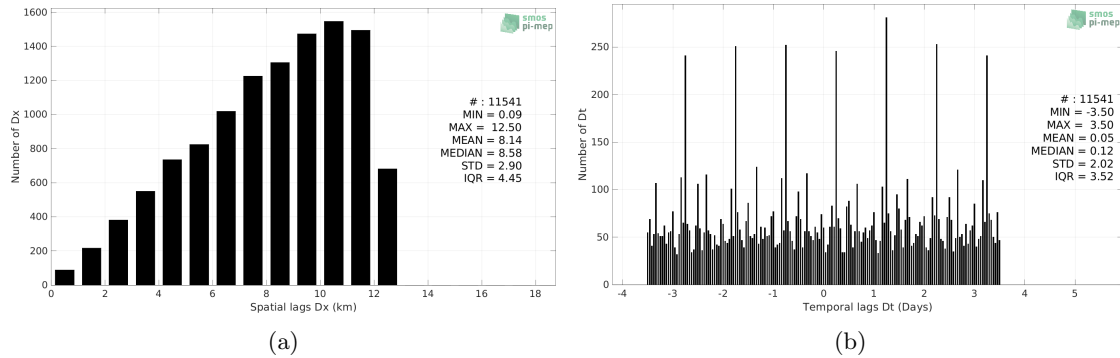 1600
1400
1200
1000
800
600
400
200
0
Number of Dx
0 2 4 6 8 10 12 14 16 18
Spatial lags Dx (km)
smos
pi-mep
# : 11541
MIN = 0.09
MAX = 12.50
MEAN = 8.14
MEDIAN = 8.58
STD = 2.90
IQR = 4.45
(a)
250
200
150
100
50
0
Number of Dt
-4 -3 -2 -1 0 1 2 3 4 5
Temporal lags Dt (Days)
smos
pi-mep
# : 11541
MIN = -3.50
MAX = 3.50
MEAN = 0.05
MEDIAN = 0.12
STD = 2.02
IQR = 3.52
(b)